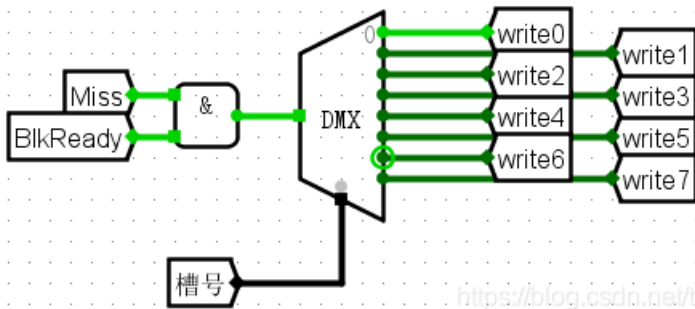 0
write0
write1
Miss
&
write2
write3
DMX
write4
BlkReady
write5
write6
write7
槽号
https://blog.csdn.net/t